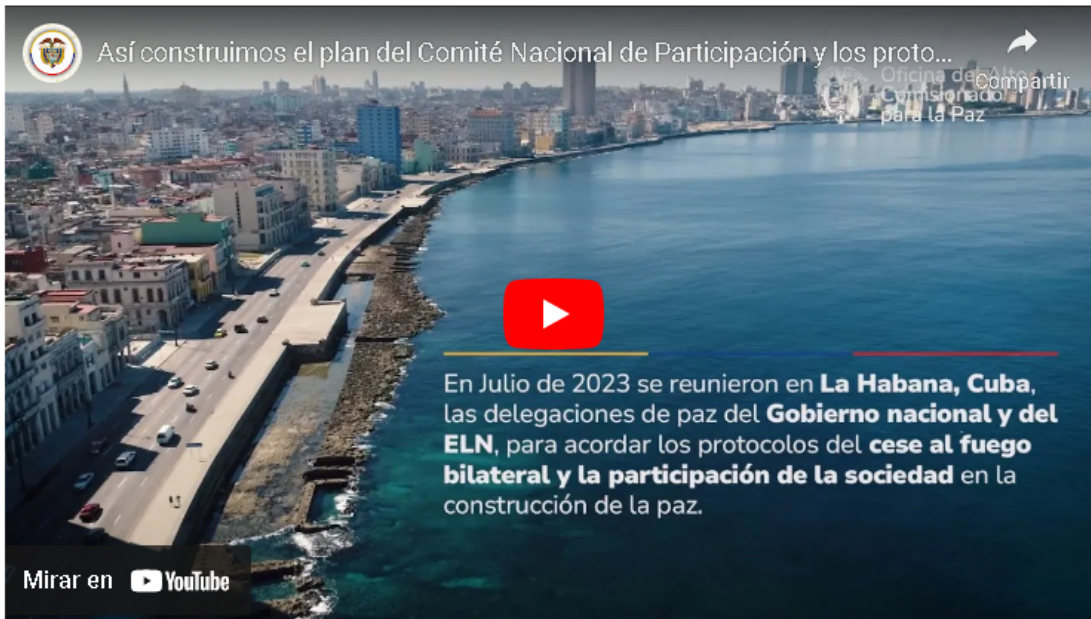 Así construimos el plan del Comité Nacional de Participación y los proto...
Oficina del Alto
Comisionado
para la Paz
Compartir
En Julio de 2023 se reunieron en La Habana, Cuba,
las delegaciones de paz del Gobierno nacional y del
ELN, para acordar los protocolos del cese al fuego
bilateral y la participación de la sociedad en la
construcción de la paz.
Mirar en YouTube